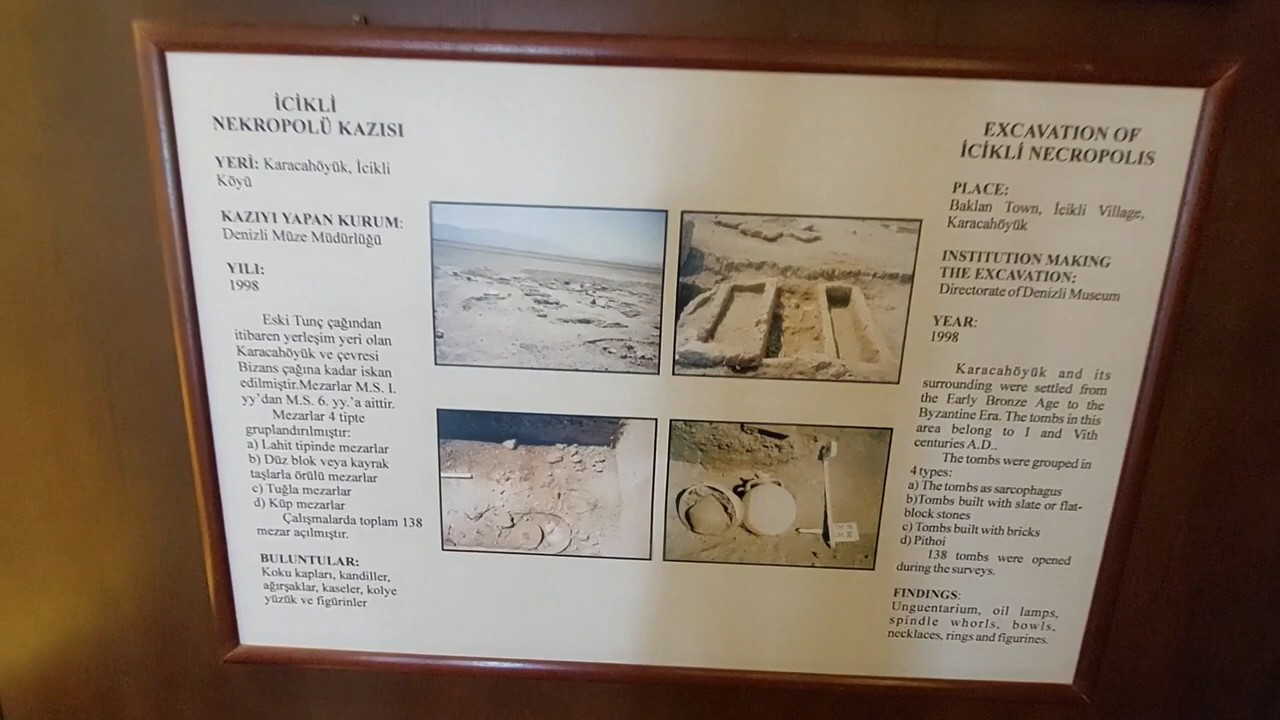 İCİKLİ
NEKROPOLÜ KAZISI
YERİ: Karacahöyük, İcikli
Köyü
KAZIYI YAPAN KURUM:
Denizli Müze Müdürlüğü
YILI:
1998
Eski Tunç çağından
itibaren yerleşim yeri olan
Karacahöyük ve çevresi
Bizans çağına kadar iskan
edilmiştir.Mezarlar M.S. I.
yy'dan M.S. 6. yy.'a aittir.
Mezarlar 4 tipte
gruplandırılmıştır:
a) Lahit tipinde mezarlar
b) Düz blok veya kayrak
taşlarla örülü mezarlar
c) Tuğla mezarlar
d) Küp mezarlar
Çalışmalarda toplam 138
mezar açılmıştır.
BULUNTULAR:
Koku kapları, kandiller,
ağırşaklar, kaseler, kolye
yüzük ve figürinler
EXCAVATION OF
İCİKLİ NECROPOLIS
PLACE:
Baklan Town, İcikli Village,
Karacahöyük
INSTITUTION MAKING
THE EXCAVATION:
Directorate of Denizli Museum
YEAR:
1998
Karacahöyük and its
surrounding were settled from
the Early Bronze Age to the
Byzantine Era. The tombs in this
area belong to I and Vith
centuries A.D..
The tombs were grouped in
4 types:
a) The tombs as sarcophagus
b)Tombs built with slate or flat-
block stones
c) Tombs built with bricks
d) Pithoi
138 tombs were opened
during the surveys.
FINDINGS:
Unguentarium, oil lamps,
spindle whorls, bowls,
necklaces, rings and figurines.